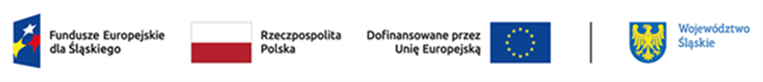 Fundusze Europejskie
dla Śląskiego
Rzeczpospolita
Polska
Dofinansowane przez
Unię Europejską
Województwo
Śląskie